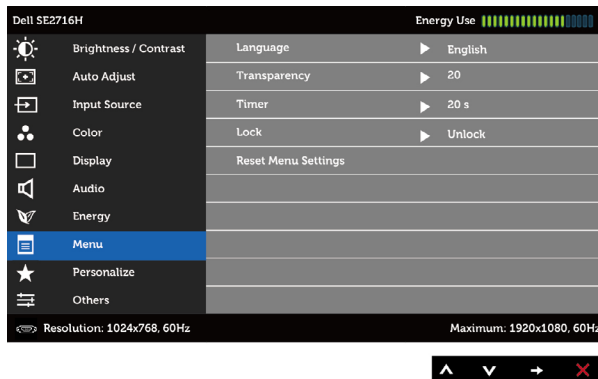 Dell SE2716H Energy Use
Brightness / Contrast Language English
Auto Adjust Transparency 20
Input Source Timer 20 s
Color Lock Unlock
Display Reset Menu Settings
Audio
Energy
Menu
Personalize
Others
Resolution: 1024x768, 60Hz Maximum: 1920x1080, 60Hz